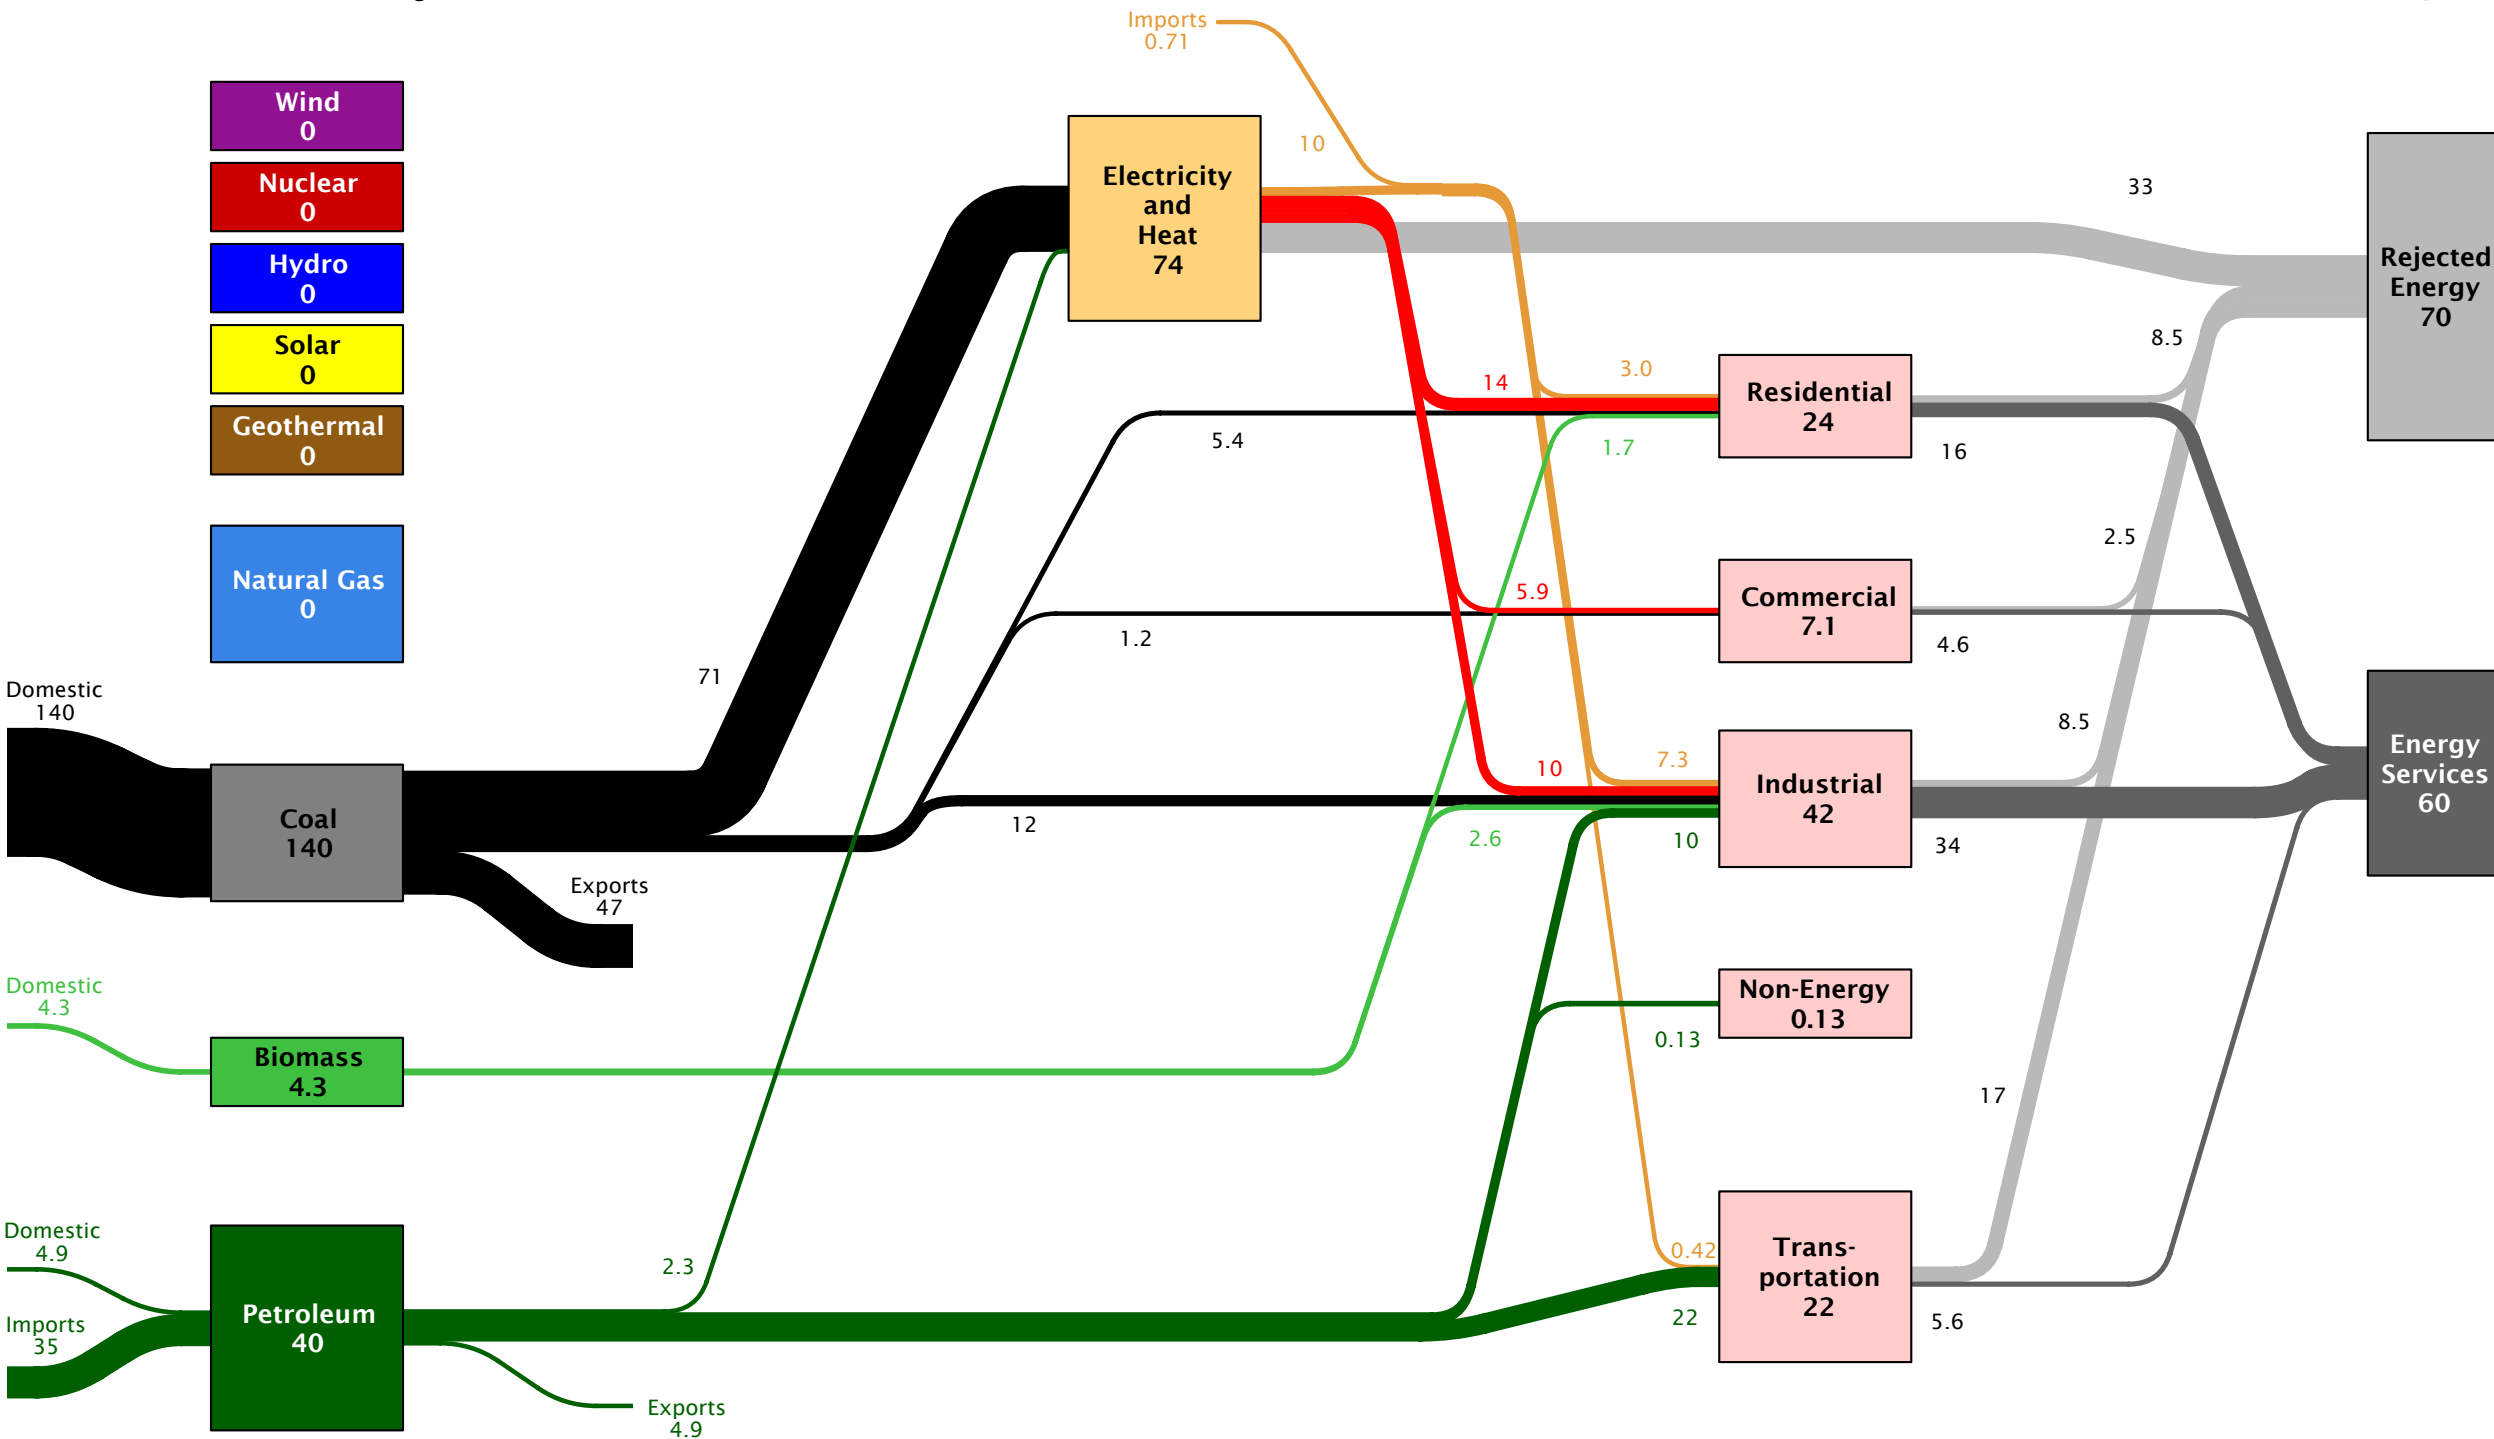 Imports
0.71
Wind
0
Nuclear
0
Hydro
0
Solar
0
Geothermal
0
Natural Gas
0
Domestic
140
Coal
140
Exports
47
Domestic
4.3
Biomass
4.3
Domestic
4.9
Imports
35
Petroleum
40
Exports
4.9
71
2.3
5.4
1.2
12
Electricity
and
Heat
74
10
14
3.0
1.7
5.9
10
7.3
2.6
10
0.13
0.42
22
Residential
24
Commercial
7.1
Industrial
42
Non-Energy
0.13
Trans-
portation
22
33
8.5
16
2.5
4.6
8.5
34
17
5.6
Rejected
Energy
70
Energy
Services
60